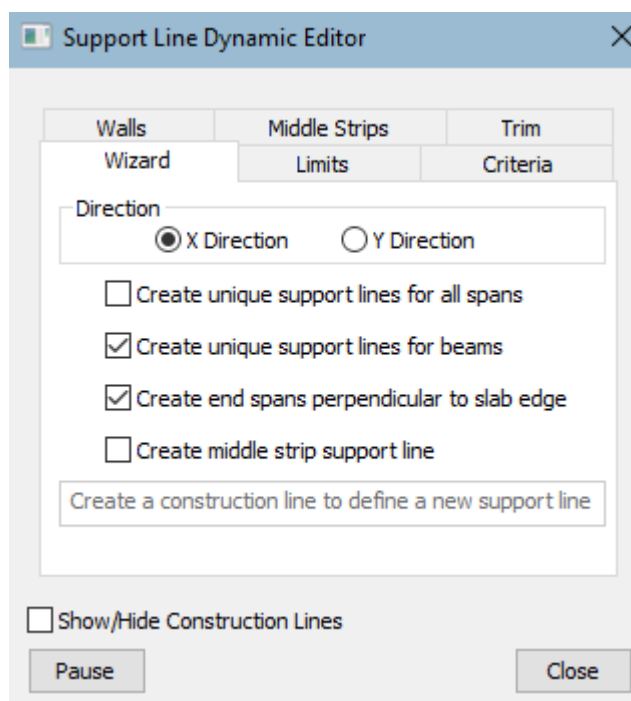 Support Line Dynamic Editor
Walls Middle Strips Trim
Wizard Limits Criteria
Direction
X Direction Y Direction
Create unique support lines for all spans
Create unique support lines for beams
Create end spans perpendicular to slab edge
Create middle strip support line
Create a construction line to define a new support line
Show/Hide Construction Lines
Pause Close